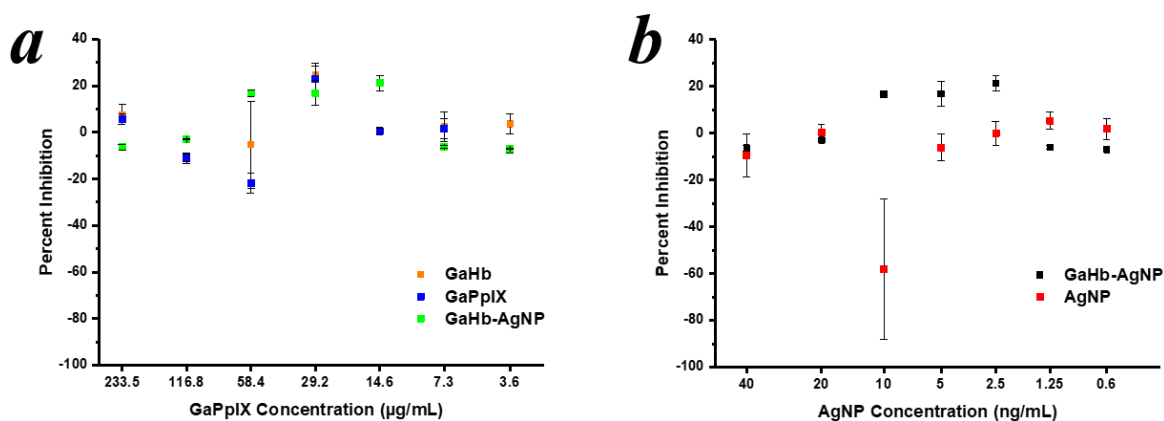 a
40
20
0
-20
-40
-60
-80
-100
Percent Inhibition
GaHb
GaPpIX
GaHb-AgNP
233.5 116.8 58.4 29.2 14.6 7.3 3.6
GaPpIX Concentration (µg/mL)
b
40
20
0
-20
-40
-60
-80
-100
Percent Inhibition
GaHb-AgNP
AgNP
40 20 10 5 2.5 1.25 0.6
AgNP Concentration (ng/mL)